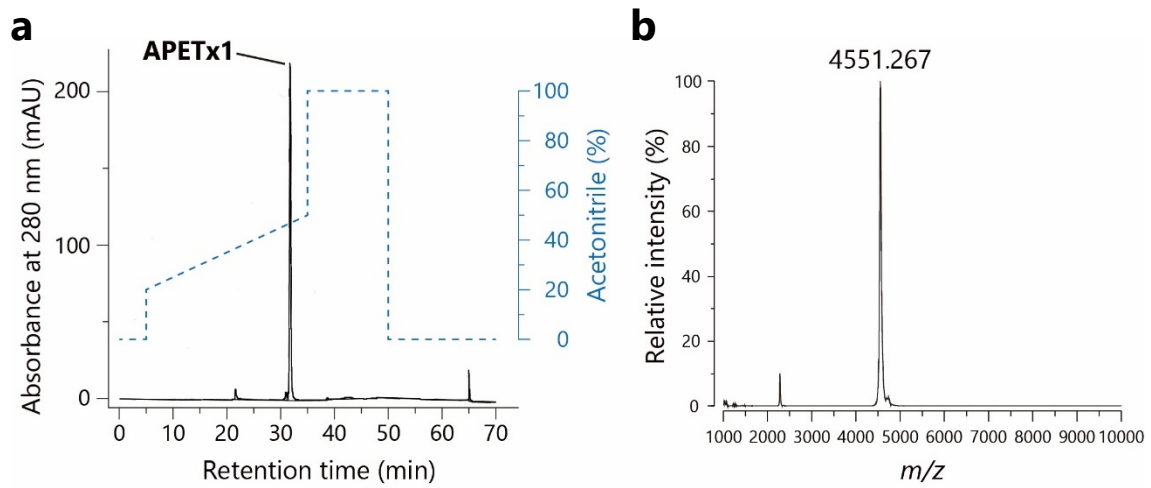 a
APETx1
Absorbance at 280 nm (mAU)
200
100
0
100
80
60
40
20
0
Acetonitrile (%)
0 10 20 30 40 50 60 70
Retention time (min)
b
4551.267
Relative intensity (%)
100
80
60
40
20
0
1000 2000 3000 4000 5000 6000 7000 8000 9000 10000
m/z